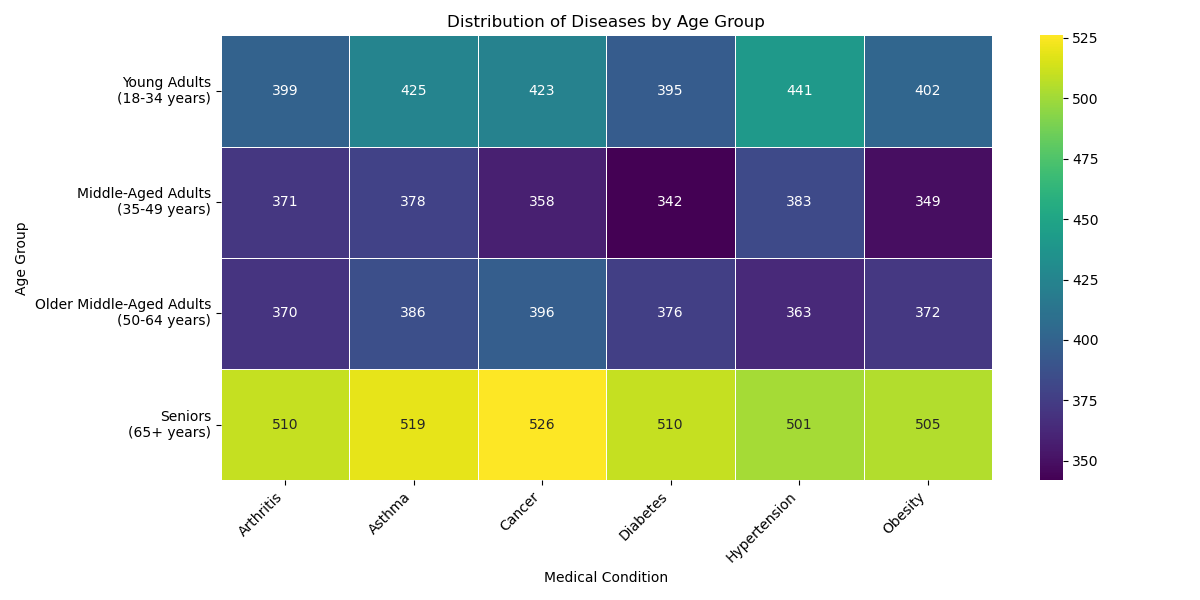 Distribution of Diseases by Age Group
Age Group
Young Adults
(18-34 years)
399 425 423 395 441 402
Middle-Aged Adults
(35-49 years)
371 378 358 342 383 349
Older Middle-Aged Adults
(50-64 years)
370 386 396 376 363 372
Seniors
(65+ years)
510 519 526 510 501 505
Arthritis Asthma Cancer Diabetes Hypertension Obesity
Medical Condition
525
500
475
450
425
400
375
350